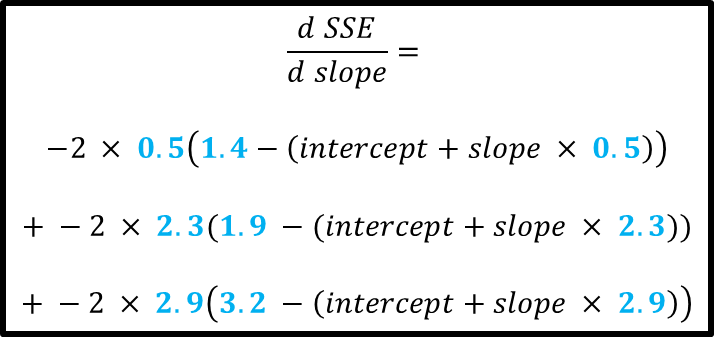 d SSE
d slope =
−2 × 0.5(1.4 − (intercept + slope × 0.5))
+ − 2 × 2.3(1.9 − (intercept + slope × 2.3))
+ − 2 × 2.9(3.2 − (intercept + slope × 2.9))